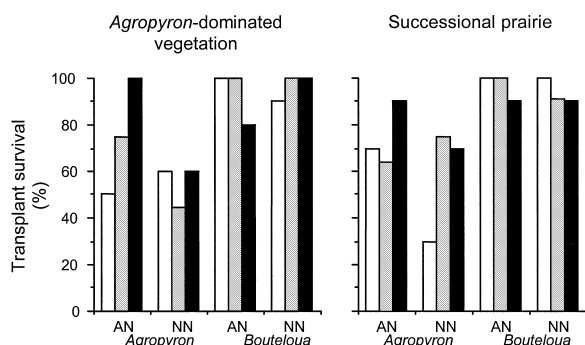 Agropyron-dominated
vegetation
Successional prairie
Transplant survival
(%)
100
80
60
40
20
0
AN NN AN NN
Agropyron Bouteloua
AN NN AN NN
Agropyron Bouteloua